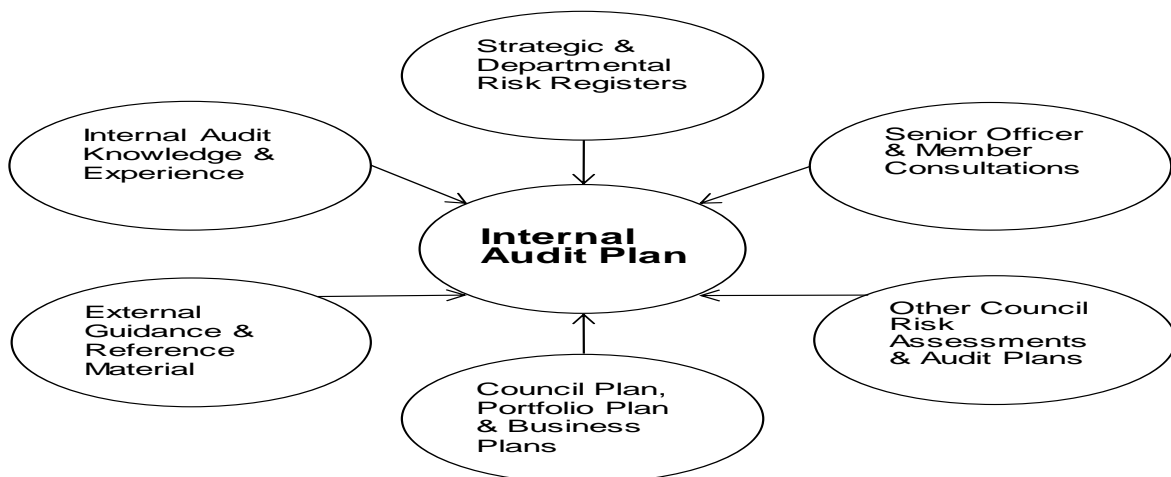 Strategic &
Departmental
Risk Registers
Internal Audit
Knowledge &
Experience
Senior Officer
& Member
Consultations
Internal
Audit Plan
External
Guidance &
Reference
Material
Other Council
Risk
Assessments
& Audit Plans
Council Plan,
Portfolio Plan
& Business
Plans